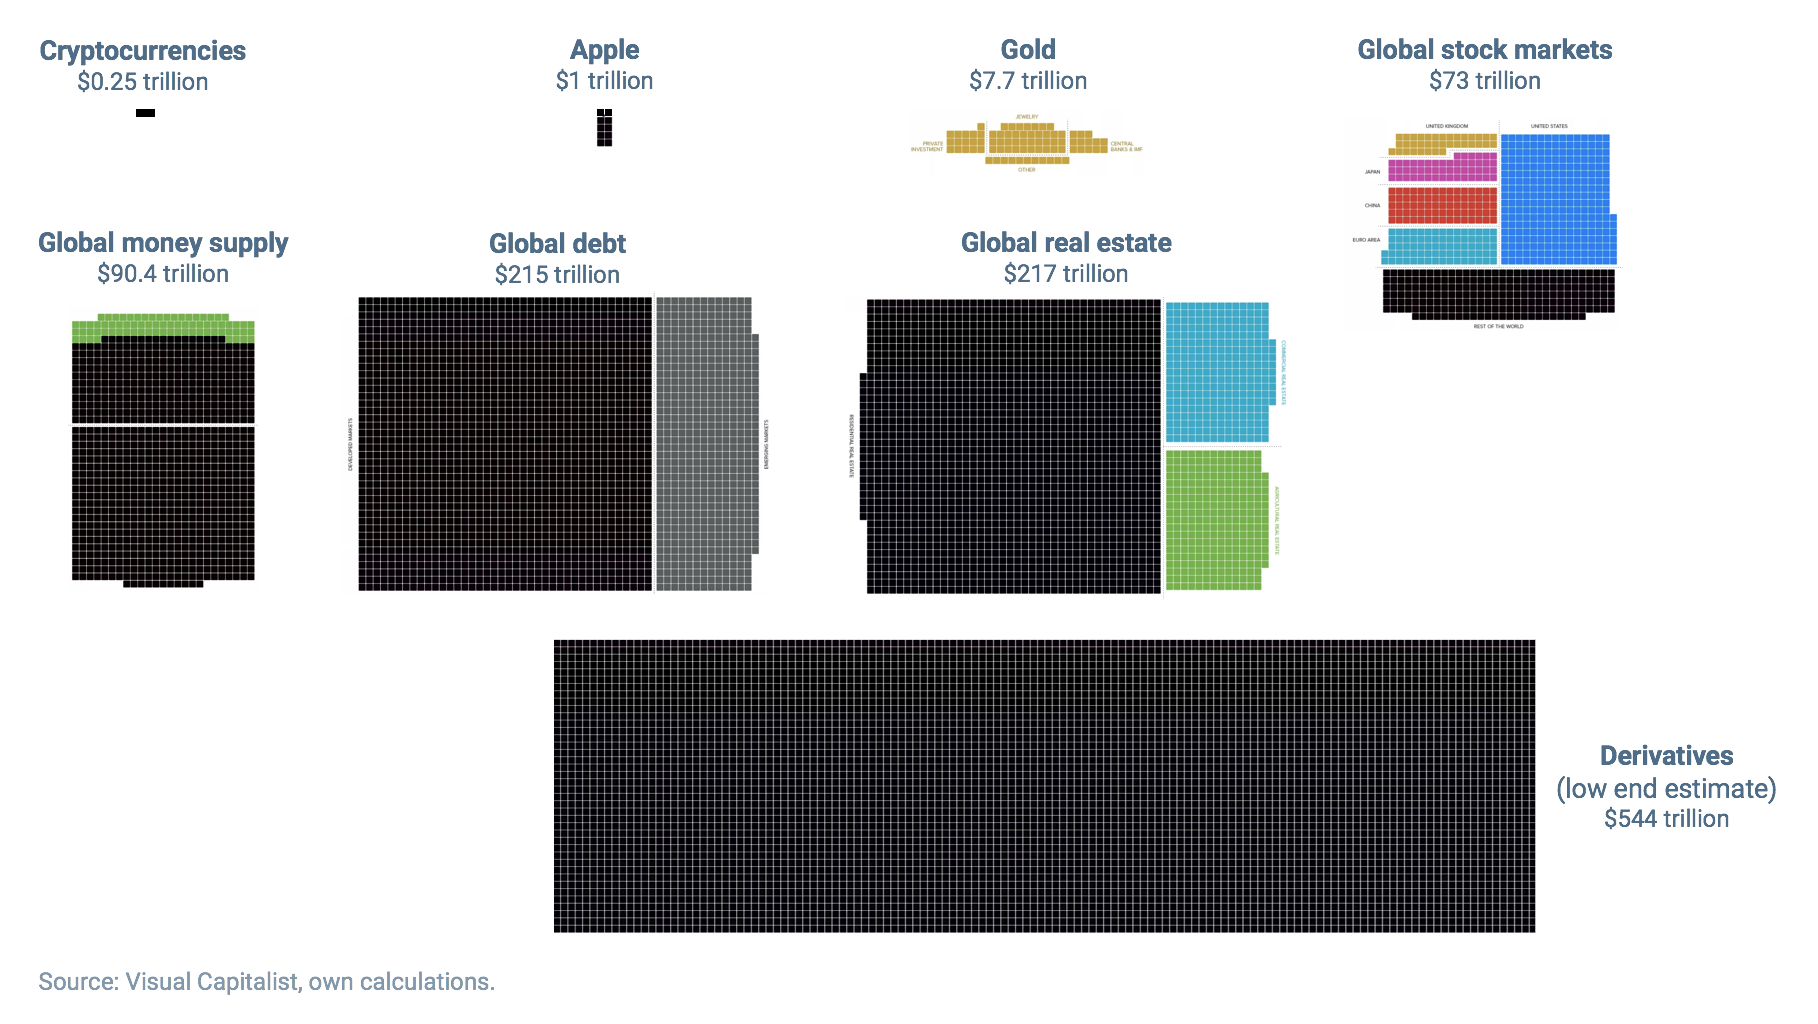 Cryptocurrencies
$0.25 trillion
Apple
$1 trillion
Gold
$7.7 trillion
JEWELRY
PRIVATE
INVESTMENT
CENTRAL
BANKS & IMF
OTHER
Global stock markets
$73 trillion
UNITED KINGDOM
UNITED STATES
JAPAN
CHINA
EURO AREA
REST OF THE WORLD
Global money supply
$90.4 trillion
Global debt
$215 trillion
DEVELOPED MARKETS
EMERGING MARKETS
Global real estate
$217 trillion
RESIDENTIAL REAL ESTATE
COMMERCIAL REAL ESTATE
AGRICULTURAL REAL ESTATE
Derivatives
(low end estimate)
$544 trillion
Source: Visual Capitalist, own calculations.